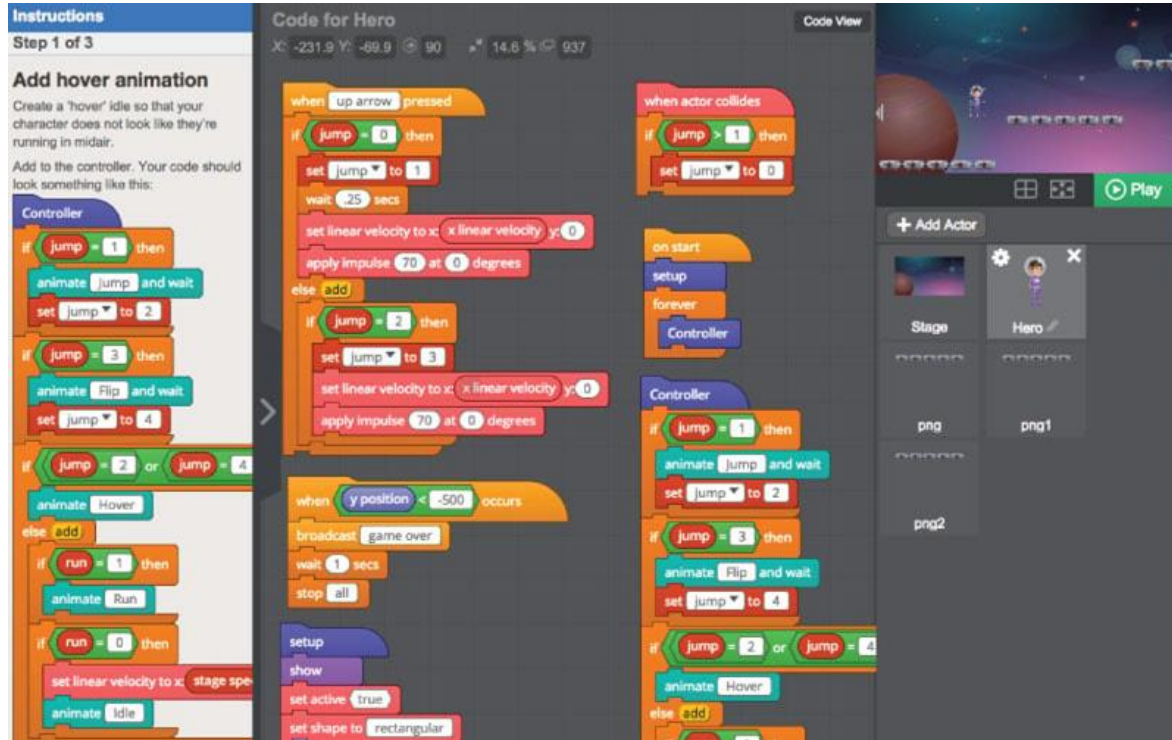 Instructions
Step 1 of 3
Add hover animation
Create a 'hover' idle so that your
character does not look like they're
running in midair.
Add to the controller. Your code should
look something like this:
Controller
if jump = 1 then
animate Jump and wait
set jump to 2
if jump = 3 then
animate Flip and wait
set jump to 4
if jump = 2 or jump = 4
animate Hover
else add
if run = 1 then
animate Run
if run = 0 then
set linear velocity to x: stage spe
animate Idle
Code for Hero
X: -231.9 Y: -69.9 90 14.6 % 937
Code View
when up arrow pressed
if jump = 0 then
set jump to 1
wait .25 secs
set linear velocity to x: x linear velocity y: 0
apply impulse 70 at 0 degrees
else add
if jump = 2 then
set jump to 3
set linear velocity to x: x linear velocity y: 0
apply impulse 70 at 0 degrees
when y position < -500 occurs
broadcast game over
wait 1 secs
stop all
setup
show
set active true
set shape to rectangular
when actor collides
if jump > 1 then
set jump to 0
on start
setup
forever
Controller
Controller
if jump = 1 then
animate Jump and wait
set jump to 2
if jump = 3 then
animate Flip and wait
set jump to 4
if jump = 2 or jump = 4
animate Hover
else add
Play
+ Add Actor
Stage
Hero
png
png1
png2